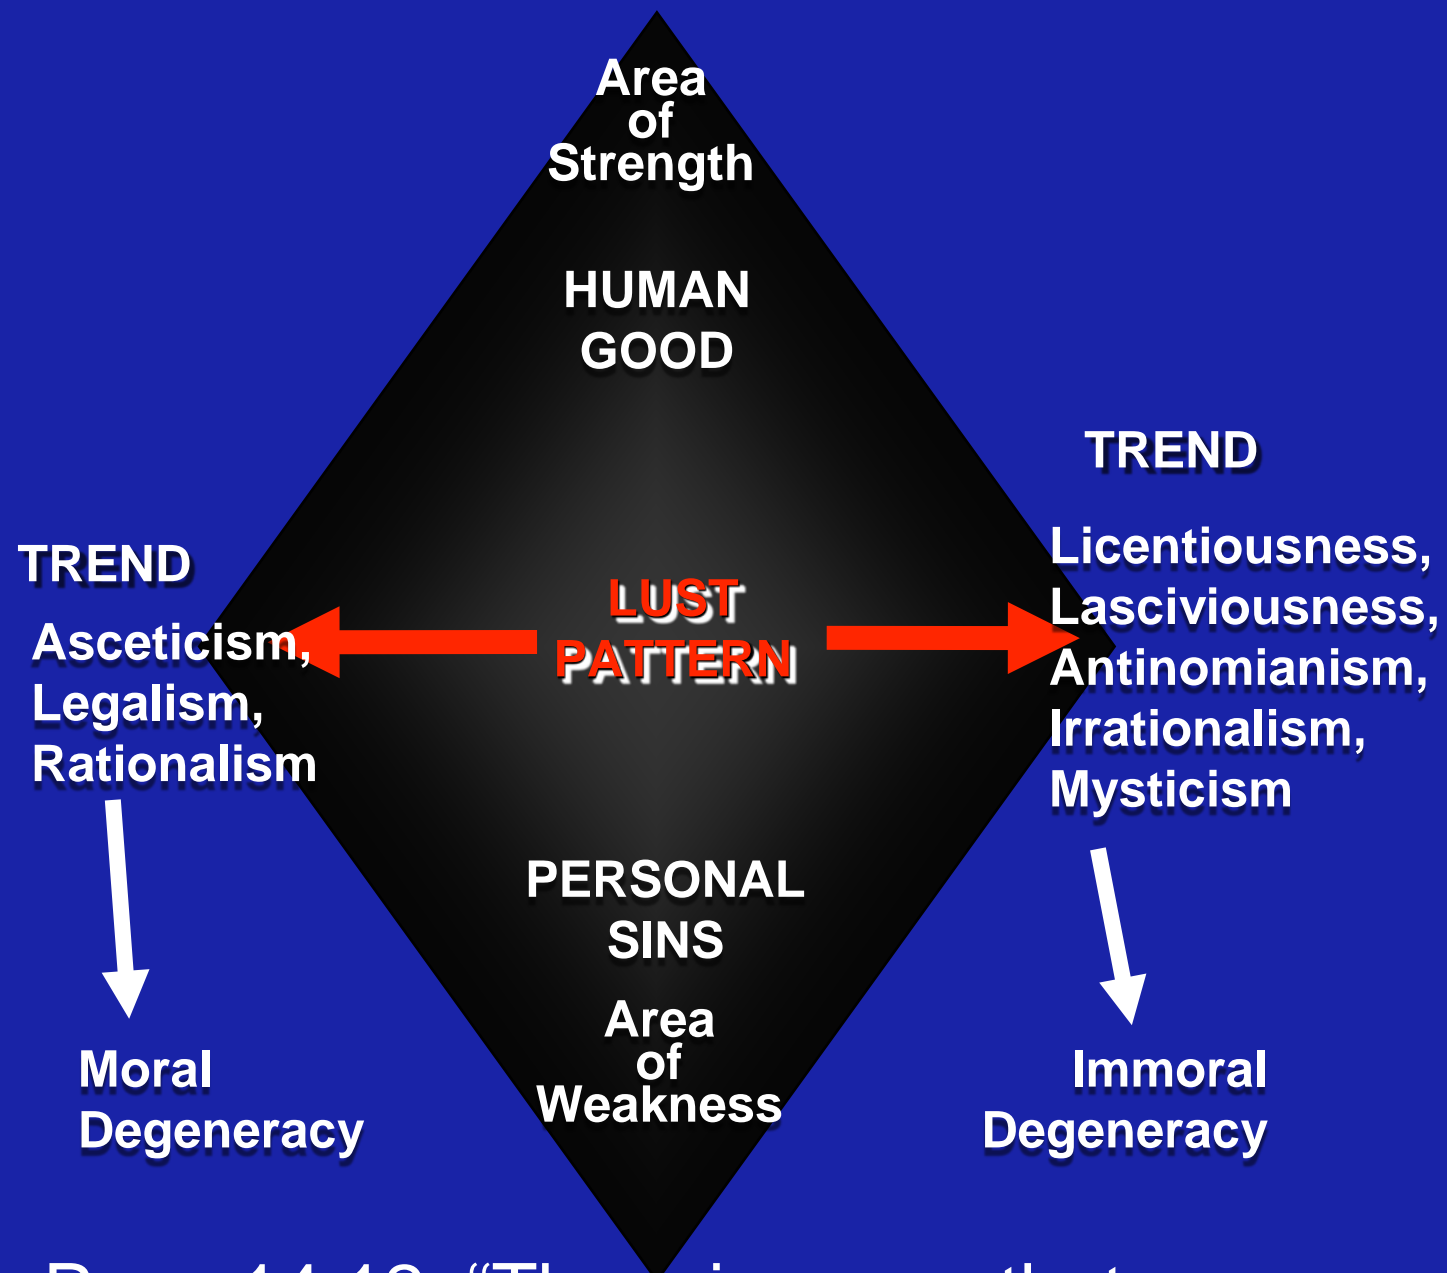 Area
of
Strength
HUMAN
GOOD
TREND
Licentiousness,
Lasciviousness,
Antinomianism,
Irrationalism,
Mysticism
TREND
Asceticism,
Legalism,
Rationalism
LUST
PATTERN
PERSONAL
SINS
Area
of
Weakness
Moral
Degeneracy
Immoral
Degeneracy